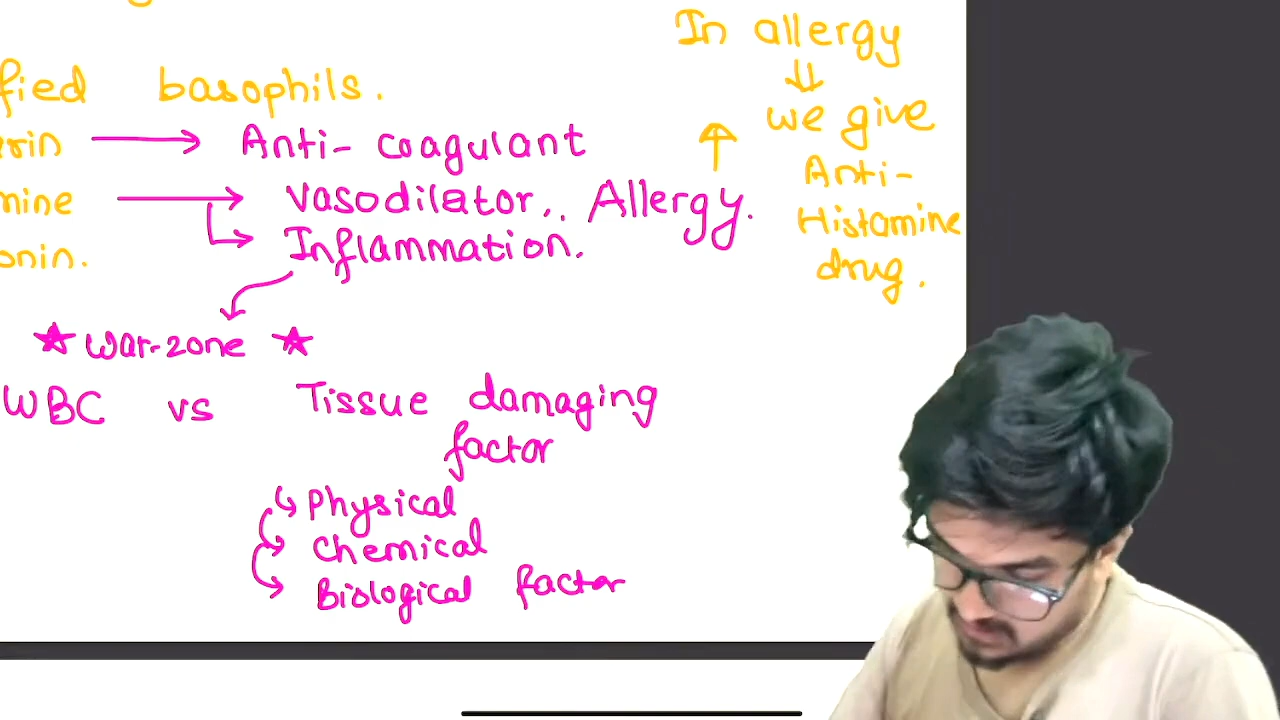 In allergy
fied basophils.
we give
rin Anti- coagulant
Anti-
mine vasodilator,. Allergy.
Histamine
onin. Inflammation.
drug.
war-zone
WBC vs Tissue damaging
factor
Physical
chemical
Biological factor